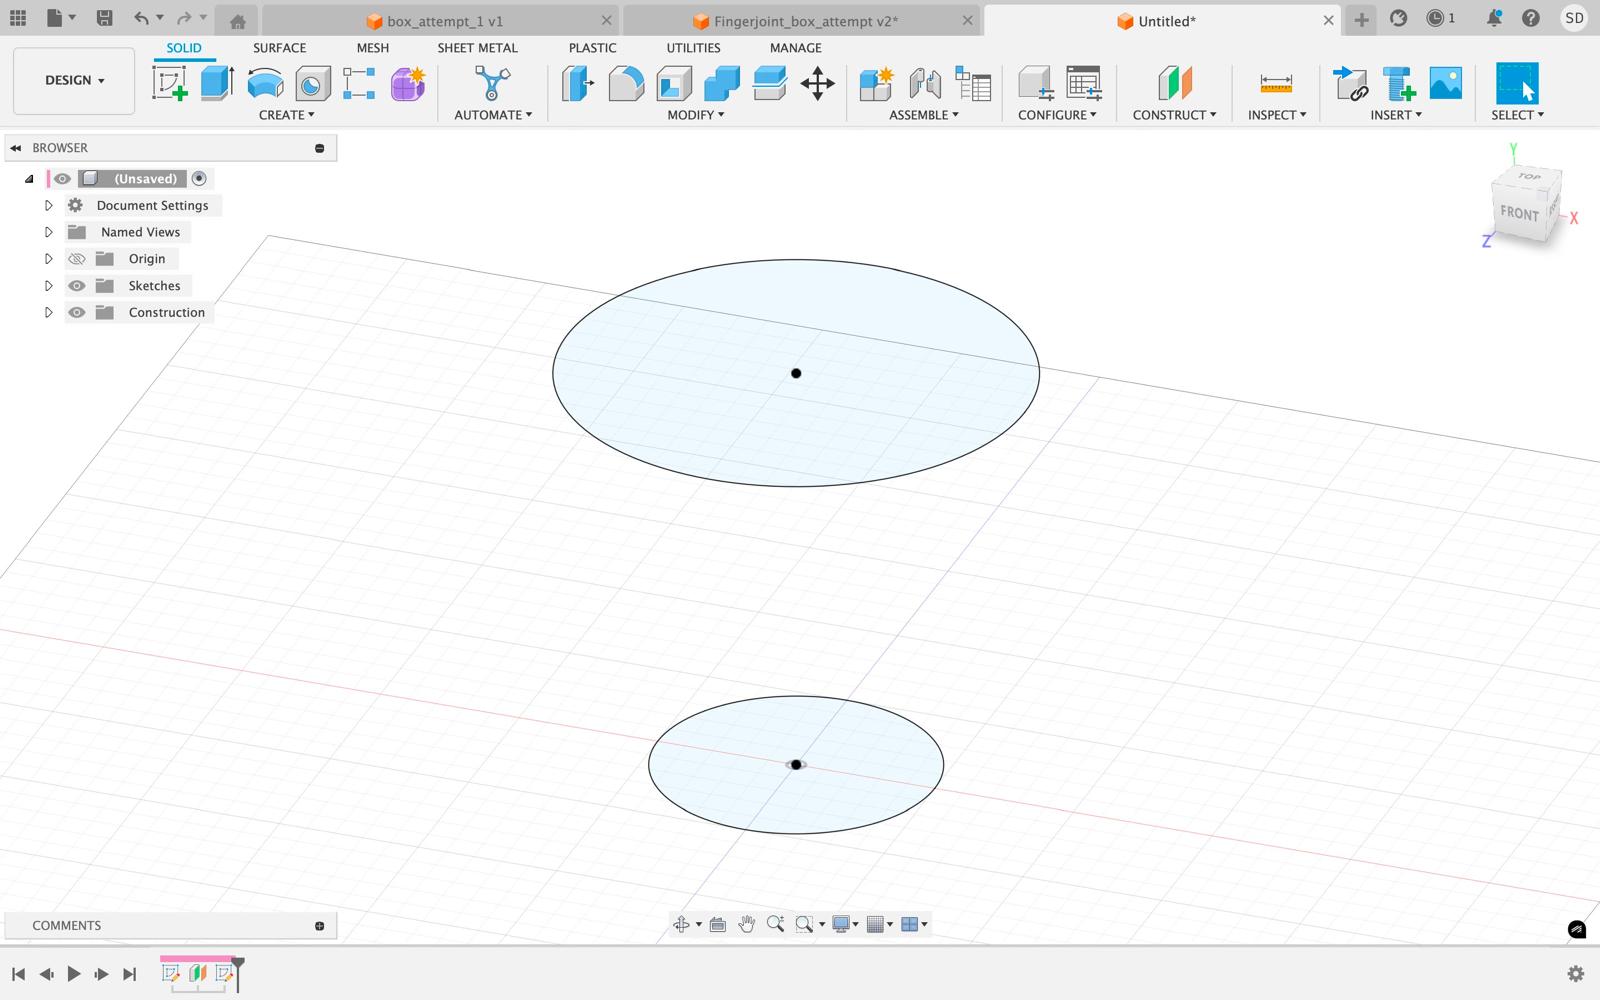 box_attempt_1 v1
Fingerjoint_box_attempt v2*
Untitled*
1
SD
DESIGN
SOLID
SURFACE
MESH
SHEET METAL
PLASTIC
UTILITIES
MANAGE
CREATE
AUTOMATE
MODIFY
ASSEMBLE
CONFIGURE
CONSTRUCT
INSPECT
INSERT
SELECT
BROWSER
(Unsaved)
Document Settings
Named Views
Origin
Sketches
Construction
Y
TOP
FRONT
X
Z
COMMENTS